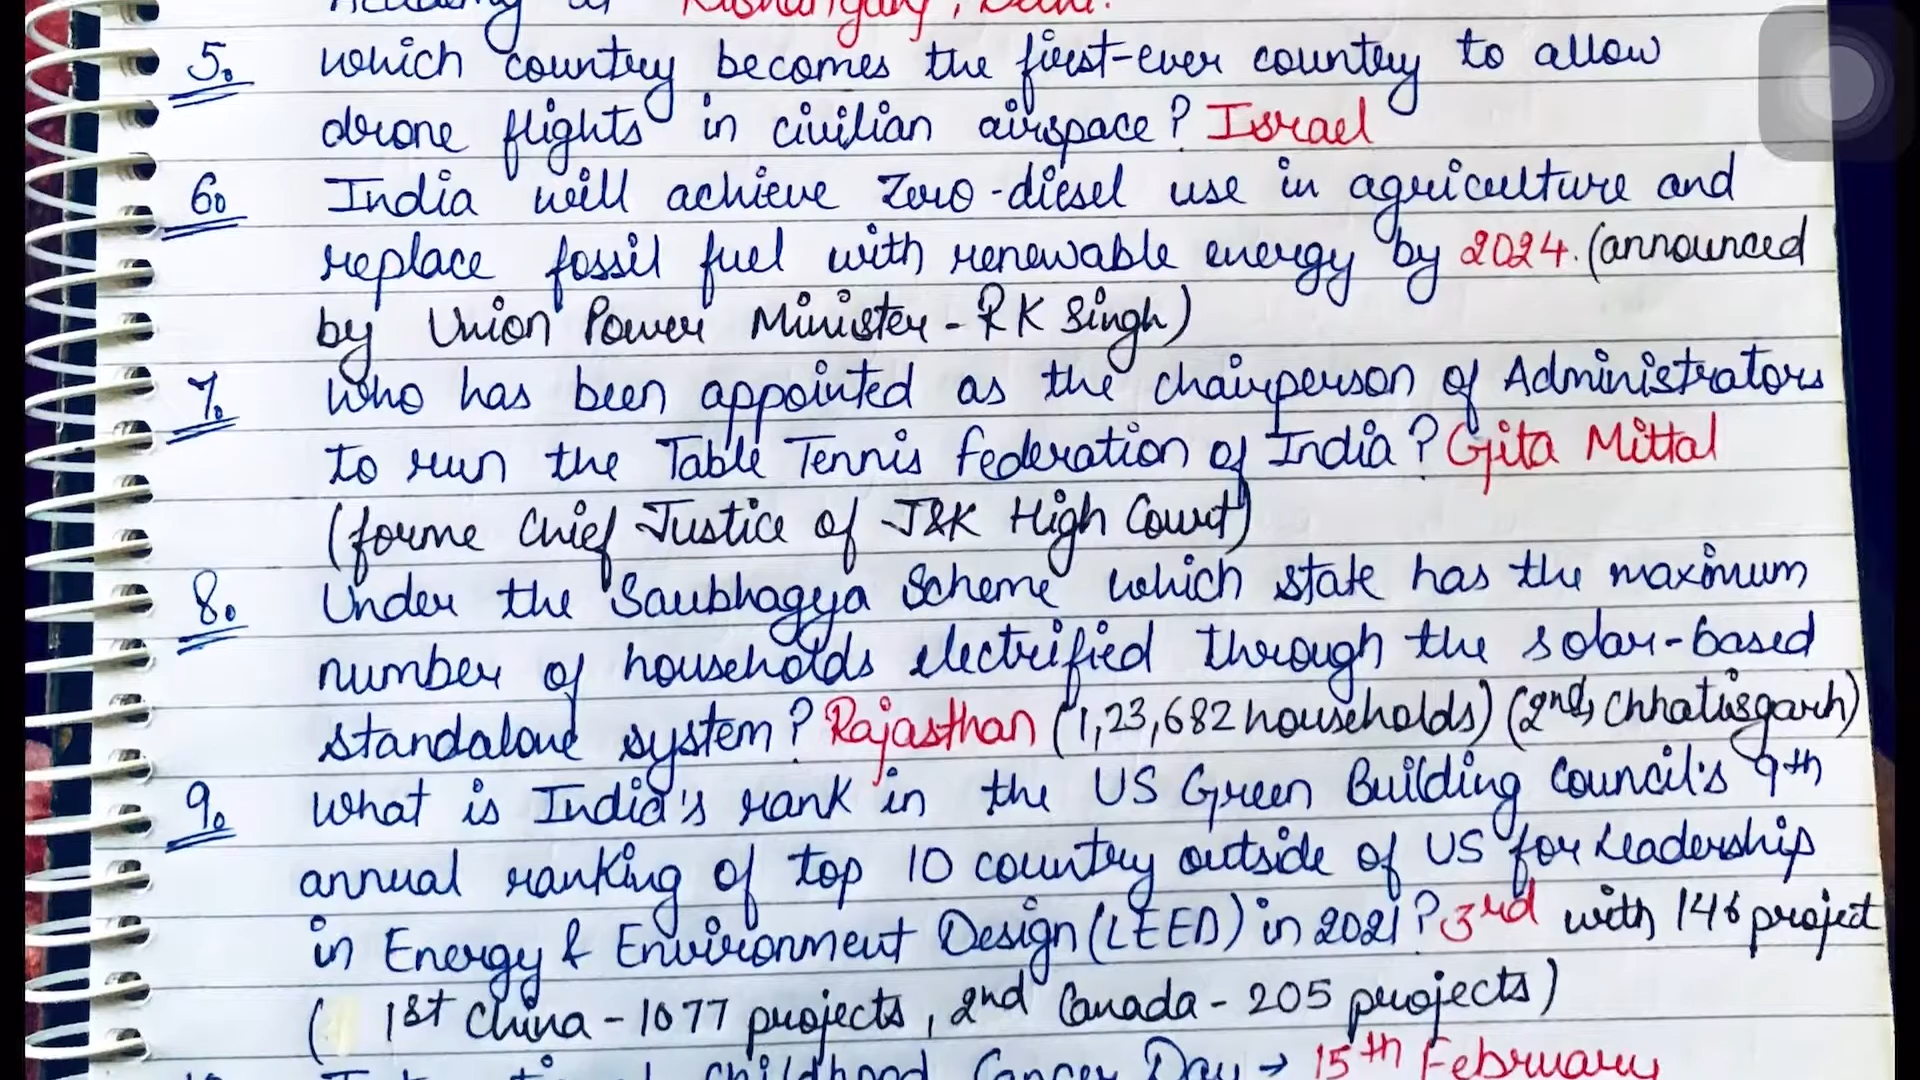 Academy at Kishanganj, Delhi.
5. which country becomes the first-ever country to allow
drone flights in civilian airspace? Israel
6. India will achieve Zero-diesel use in agriculture and
replace fossil fuel with renewable energy by 2024. (announced
by Union Power Minister - RK Singh)
7. who has been appointed as the chairperson of Administrators
to run the Table Tennis Federation of India? Gita Mittal
(forme Chief Justice of J&K High Court)
8. Under the Saubhagya Scheme which state has the maximum
number of households electrified through the solar-based
standalone system? Rajasthan (1,23,682 households) (2nd, Chhatisgarh)
9. What is India's rank in the US Green Building Council's 9th
annual ranking of top 10 country outside of US for Leadership
in Energy & Environment Design (LEED) in 2021? 3rd with 146 project
( 1st China - 1077 projects, 2nd Canada - 205 projects)
10. International Childhood Cancer Day → 15th February